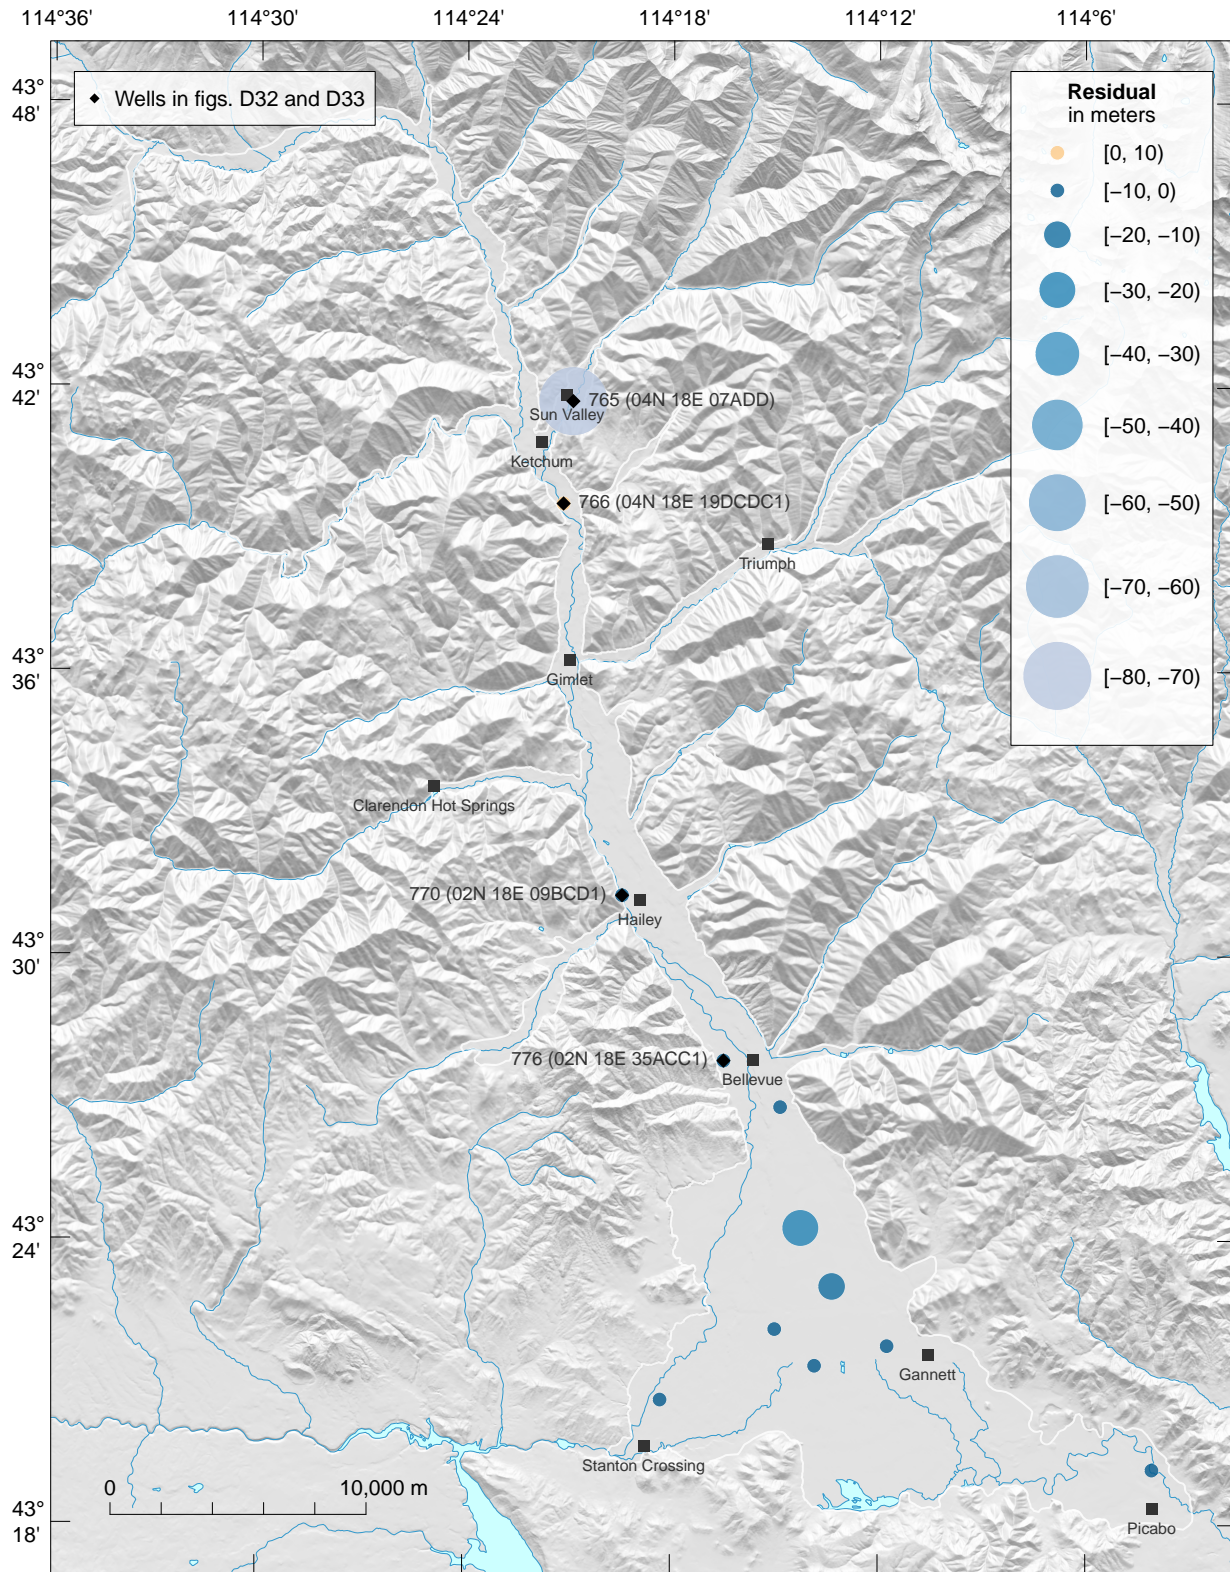 114°36' 114°30' 114°24' 114°18' 114°12' 114°6'
43°
48'
Wells in figs. D32 and D33
Residual
in meters
[0, 10)
[−10, 0)
[−20, −10)
[−30, −20)
[−40, −30)
[−50, −40)
[−60, −50)
[−70, −60)
[−80, −70)
43°
42'
765 (04N 18E 07ADD)
Sun Valley
Ketchum
766 (04N 18E 19DCDC1)
Triumph
43°
36'
Gimlet
Clarendon Hot Springs
770 (02N 18E 09BCD1)
Hailey
43°
30'
776 (02N 18E 35ACC1)
Bellevue
43°
24'
Gannett
Stanton Crossing
0 10,000 m
43°
18'
Picabo